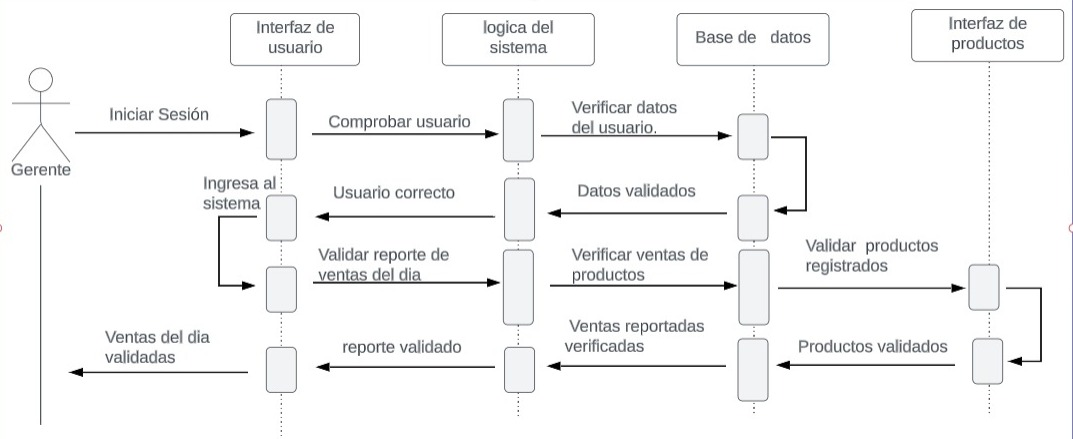 Interfaz de
usuario
logica del
sistema
Base de datos
Interfaz de
productos
Gerente
Iniciar Sesión
Comprobar usuario
Verificar datos
del usuario.
Datos validados
Usuario correcto
Ingresa al
sistema
Validar reporte de
ventas del dia
Verificar ventas de
productos
Validar productos
registrados
Productos validados
Ventas reportadas
verificadas
reporte validado
Ventas del dia
validadas